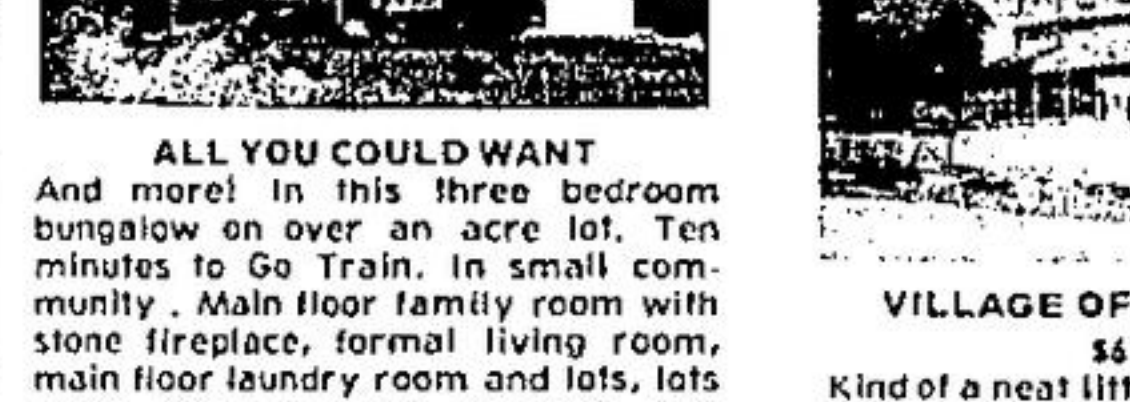 ALL YOU COULD WANT
And more! In this three bedroom
bungalow on over an acre lot. Ten
minutes to Go Train. In small com-
munity . Main floor family room with
stone fireplace, formal living room,
main floor laundry room and lots, lots
VILLAGE OF
$6
Kind of a neat litt